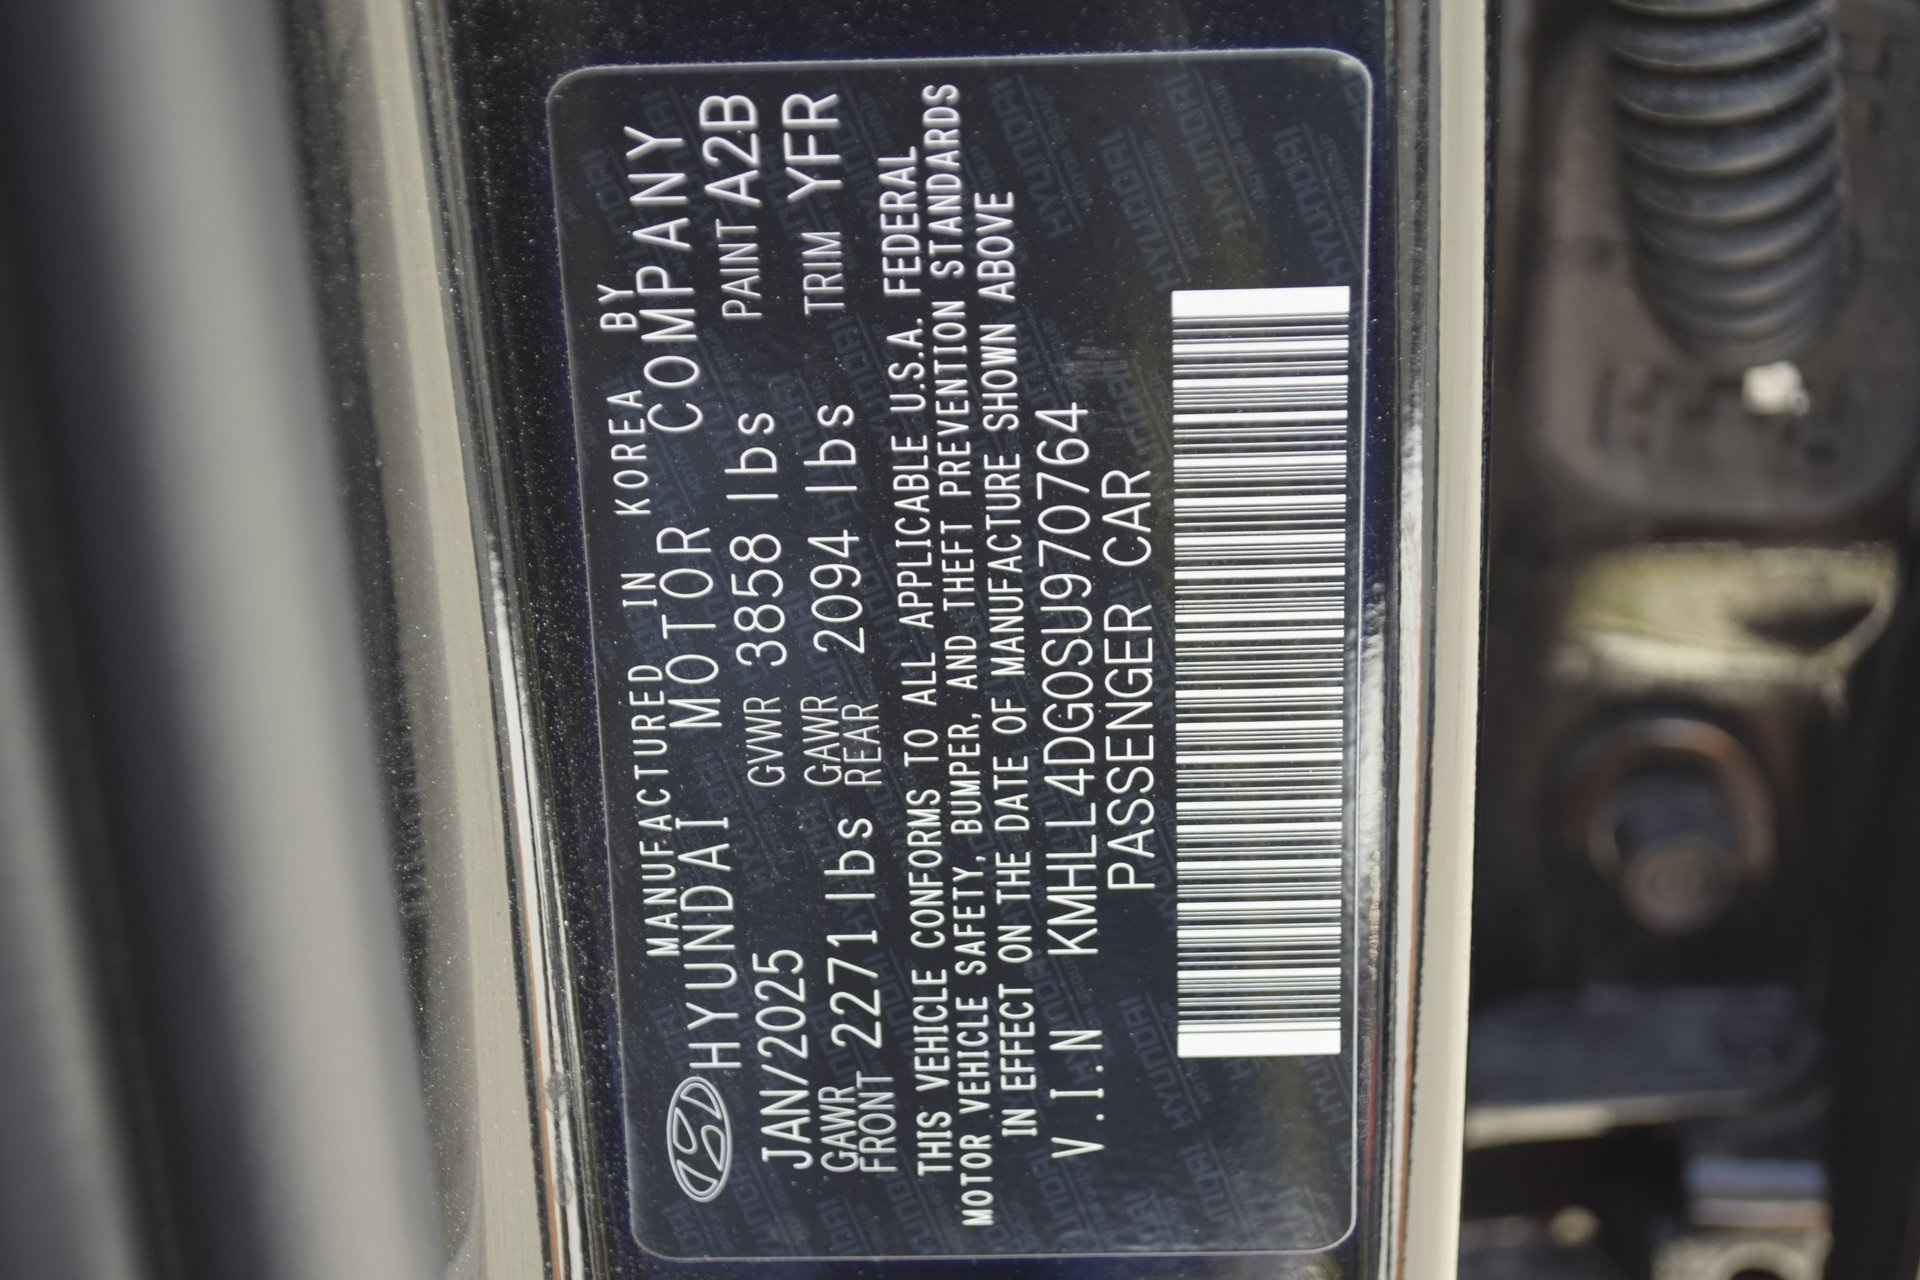 MANUFACTURED IN KOREA BY
HYUNDAI MOTOR COMPANY
JAN/2025 GVWR 3858 lbs PAINT A2B
GAWR FRONT 2271 lbs GAWR REAR 2094 lbs TRIM YFR
THIS VEHICLE CONFORMS TO ALL APPLICABLE U.S.A. FEDERAL
MOTOR VEHICLE SAFETY, BUMPER, AND THEFT PREVENTION STANDARDS
IN EFFECT ON THE DATE OF MANUFACTURE SHOWN ABOVE
V.I.N KMHLL4DG0SU970764
PASSENGER CAR